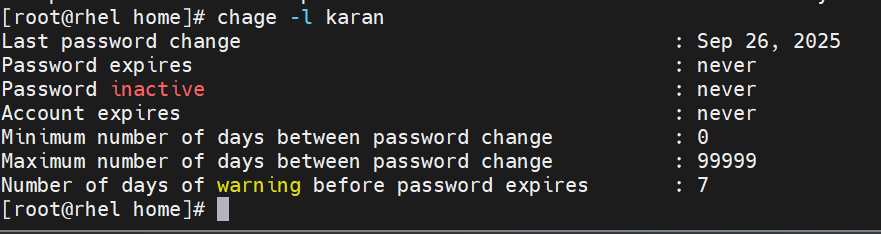 [root@rhel home]# chage -l karan
Last password change : Sep 26, 2025
Password expires : never
Password inactive : never
Account expires : never
Minimum number of days between password change : 0
Maximum number of days between password change : 99999
Number of days of warning before password expires : 7
[root@rhel home]#